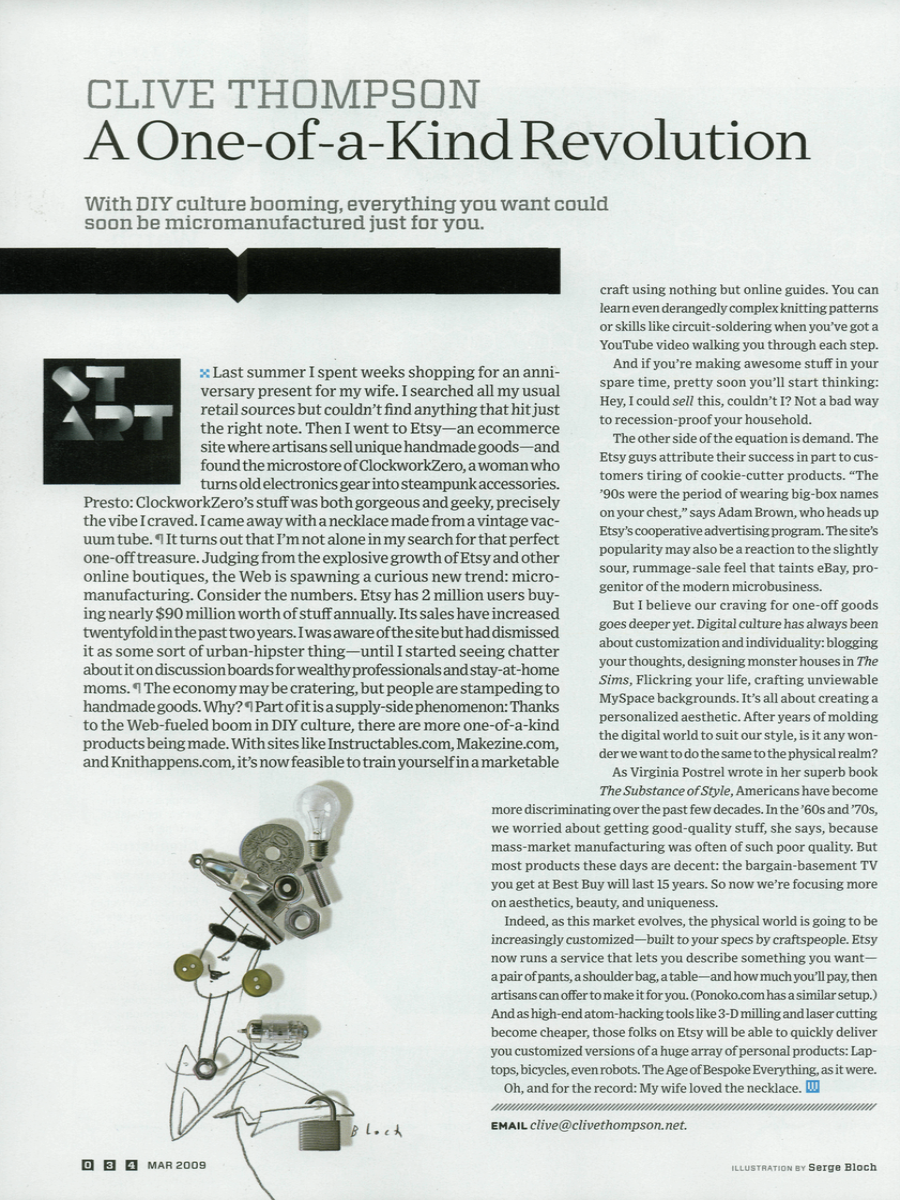 CLIVE THOMPSON
A One-of-a-Kind Revolution
With DIY culture booming, everything you want could
soon be micromanufactured just for you.
ST
ART
Last summer I spent weeks shopping for an anni-
versary present for my wife. I searched all my usual
retail sources but couldn't find anything that hit just
the right note. Then I went to Etsy—an ecommerce
site where artisans sell unique handmade goods—and
found the microstore of ClockworkZero, a woman who
turns old electronics gear into steampunk accessories.
Presto: ClockworkZero's stuff was both gorgeous and geeky, precisely
the vibe I craved. I came away with a necklace made from a vintage vac-
uum tube. ¶ It turns out that I'm not alone in my search for that perfect
one-off treasure. Judging from the explosive growth of Etsy and other
online boutiques, the Web is spawning a curious new trend: micro-
manufacturing. Consider the numbers. Etsy has 2 million users buy-
ing nearly $90 million worth of stuff annually. Its sales have increased
twentyfold in the past two years. I was aware of the site but had dismissed
it as some sort of urban-hipster thing—until I started seeing chatter
about it on discussion boards for wealthy professionals and stay-at-home
moms. ¶ The economy may be cratering, but people are stampeding to
handmade goods. Why? ¶ Part of it is a supply-side phenomenon: Thanks
to the Web-fueled boom in DIY culture, there are more one-of-a-kind
products being made. With sites like Instructables.com, Makezine.com,
and Knithappens.com, it's now feasible to train yourself in a marketable
craft using nothing but online guides. You can
learn even derangedly complex knitting patterns
or skills like circuit-soldering when you've got a
YouTube video walking you through each step.
And if you're making awesome stuff in your
spare time, pretty soon you'll start thinking:
Hey, I could sell this, couldn't I? Not a bad way
to recession-proof your household.
The other side of the equation is demand. The
Etsy guys attribute their success in part to cus-
tomers tiring of cookie-cutter products. "The
'90s were the period of wearing big-box names
on your chest," says Adam Brown, who heads up
Etsy's cooperative advertising program. The site's
popularity may also be a reaction to the slightly
sour, rummage-sale feel that taints eBay, pro-
genitor of the modern microbusiness.
But I believe our craving for one-off goods
goes deeper yet. Digital culture has always been
about customization and individuality: blogging
your thoughts, designing monster houses in The
Sims, Flickring your life, crafting unviewable
MySpace backgrounds. It's all about creating a
personalized aesthetic. After years of molding
the digital world to suit our style, is it any won-
der we want to do the same to the physical realm?
As Virginia Postrel wrote in her superb book
The Substance of Style, Americans have become
more discriminating over the past few decades. In the '60s and '70s,
we worried about getting good-quality stuff, she says, because
mass-market manufacturing was often of such poor quality. But
most products these days are decent: the bargain-basement TV
you get at Best Buy will last 15 years. So now we're focusing more
on aesthetics, beauty, and uniqueness.
Indeed, as this market evolves, the physical world is going to be
increasingly customized—built to your specs by craftspeople. Etsy
now runs a service that lets you describe something you want—
a pair of pants, a shoulder bag, a table—and how much you'll pay, then
artisans can offer to make it for you. (Ponoko.com has a similar setup.)
And as high-end atom-hacking tools like 3-D milling and laser cutting
become cheaper, those folks on Etsy will be able to quickly deliver
you customized versions of a huge array of personal products: Lap-
tops, bicycles, even robots. The Age of Bespoke Everything, as it were.
Oh, and for the record: My wife loved the necklace. W
EMAIL clive@clivethompson.net.
Bloch
0 3 4 MAR 2009
ILLUSTRATION BY Serge Bloch